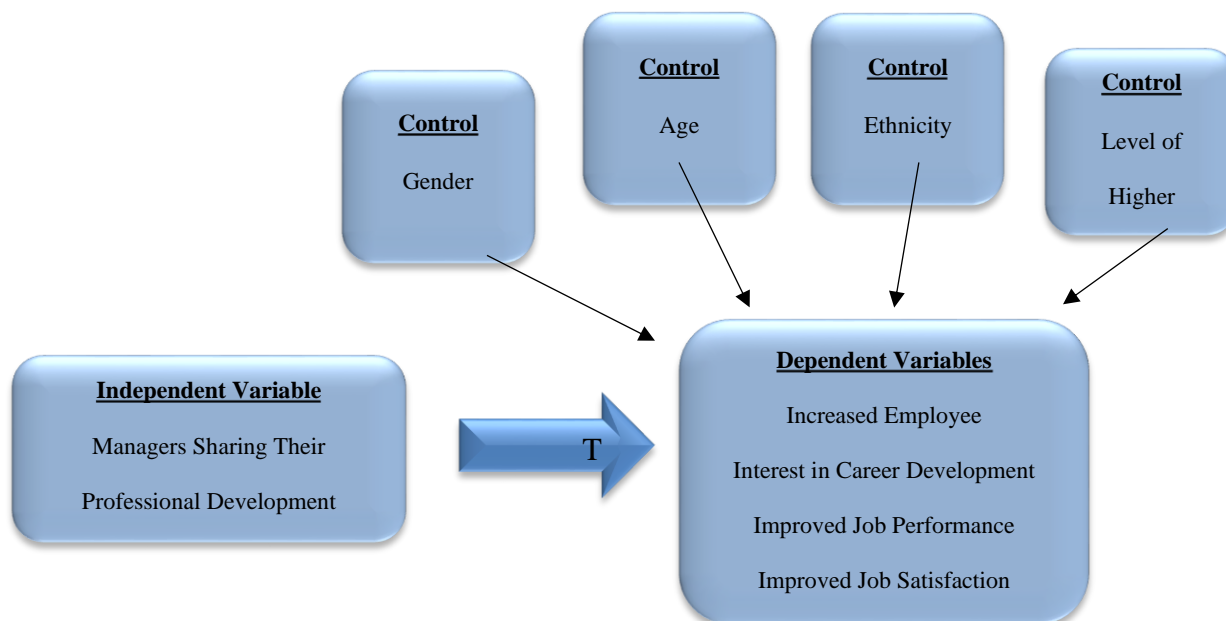 Control
Gender
Control
Age
Control
Ethnicity
Control
Level of
Higher
Independent Variable
Managers Sharing Their
Professional Development
T
Dependent Variables
Increased Employee
Interest in Career Development
Improved Job Performance
Improved Job Satisfaction